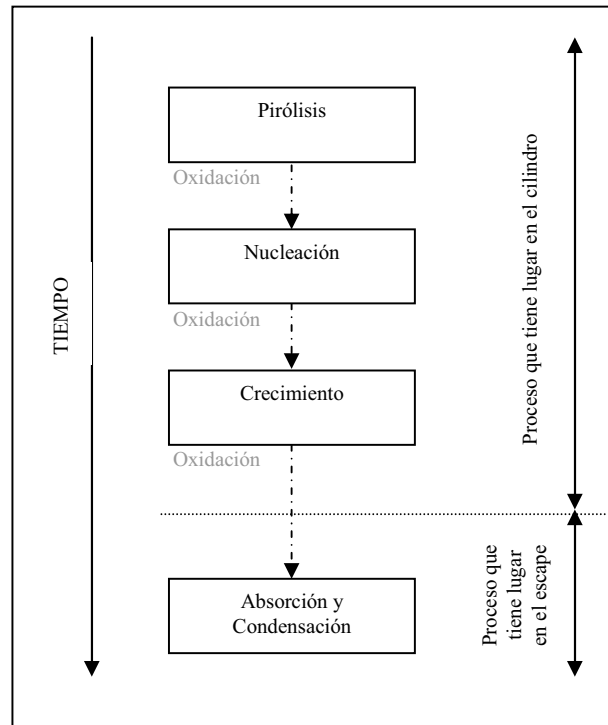 Pirólisis
Oxidación
Nucleación
Oxidación
Crecimiento
Oxidación
Absorción y
Condensación
TIEMPO
Proceso que tiene lugar en el cilindro
Proceso que
tiene lugar
en el escape